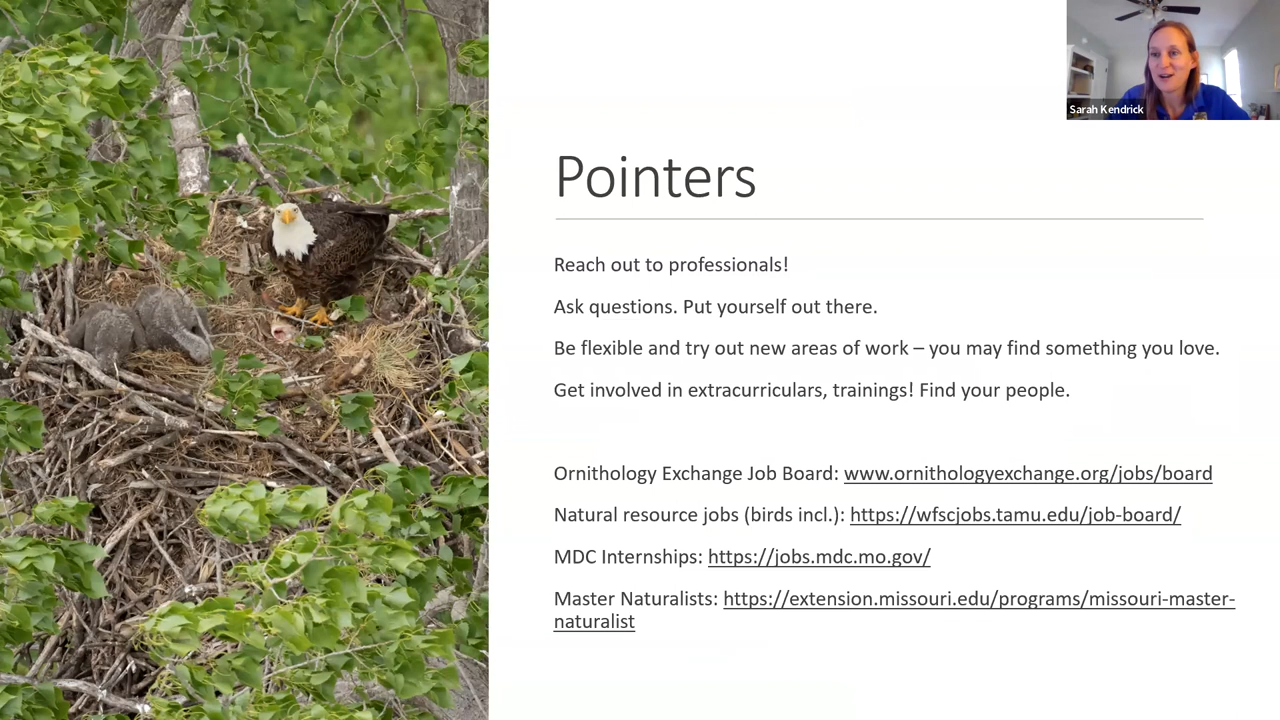 Sarah Kendrick
Pointers
Reach out to professionals!
Ask questions. Put yourself out there.
Be flexible and try out new areas of work – you may find something you love.
Get involved in extracurriculars, trainings! Find your people.
Ornithology Exchange Job Board: www.ornithologyexchange.org/jobs/board
Natural resource jobs (birds incl.): https://wfscjobs.tamu.edu/job-board/
MDC Internships: https://jobs.mdc.mo.gov/
Master Naturalists: https://extension.missouri.edu/programs/missouri-master-
naturalist